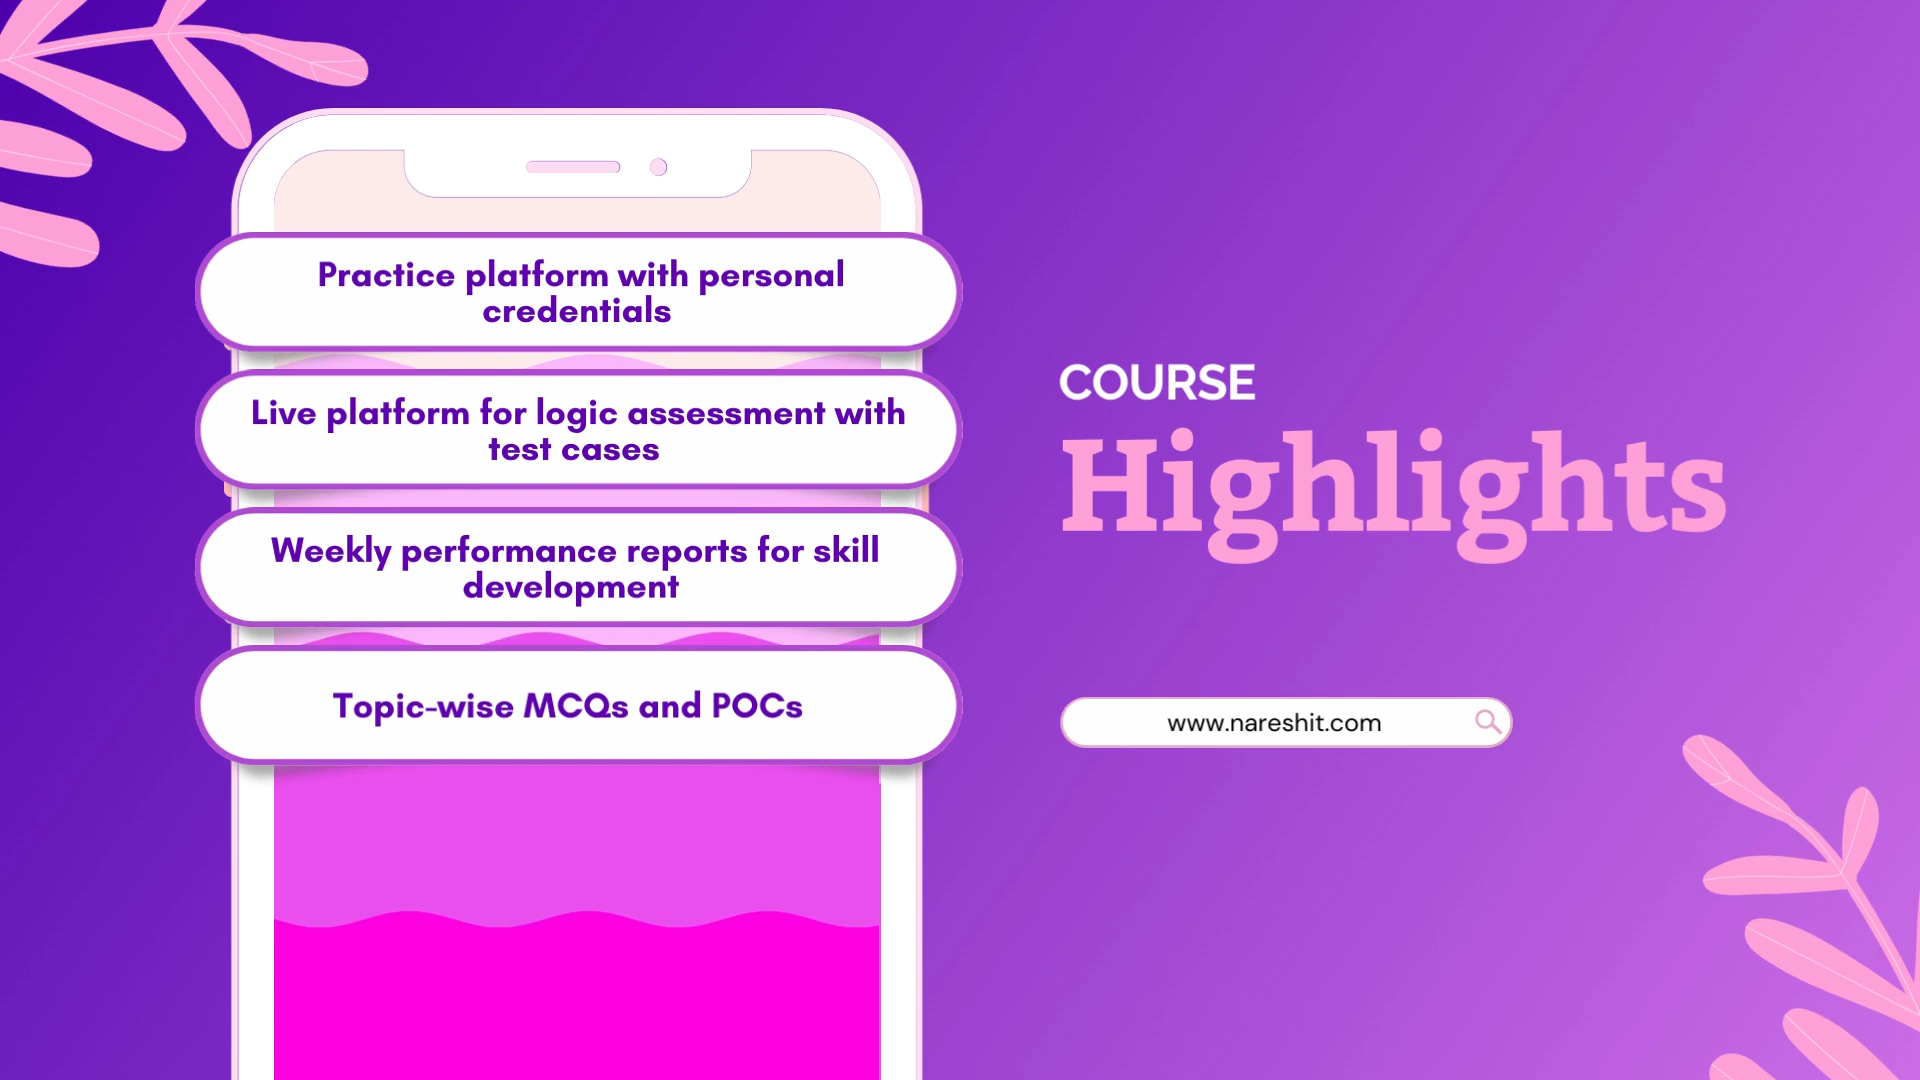 Practice platform with personal
credentials
Live platform for logic assessment with
test cases
Weekly performance reports for skill
development
Topic-wise MCQs and POCs
COURSE
Highlights
www.nareshit.com